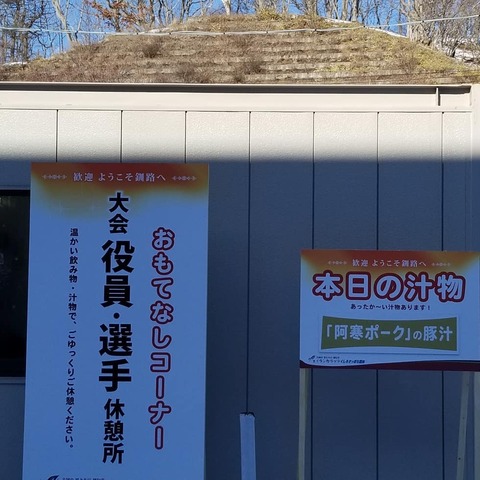 歓迎 ようこそ釧路へ
おもてなしコーナー
大会役員・選手休憩所
温かい飲み物・汁物で、ごゆっくりご休憩ください。
歓迎 ようこそ釧路へ
本日の汁物
あったか～い汁物あります！
「阿寒ポーク」の豚汁